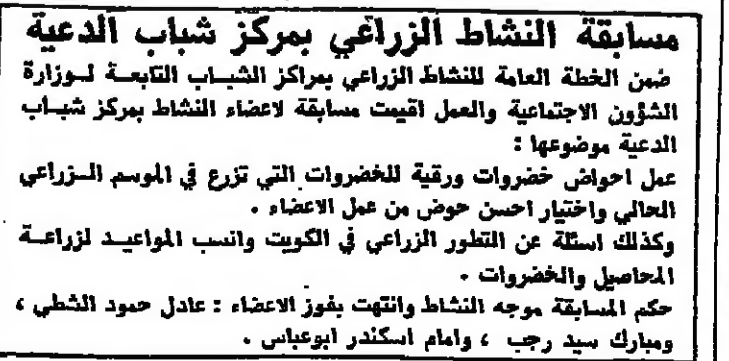 مسابقة النشاط الزراعي بمركز شباب الدعية
ضمن الخطة العامة للنشاط الزراعي بمراكز الشباب التابعة لوزارة
الشؤون الاجتماعية والعمل اقيمت مسابقة لاعضاء النشاط بمركز شباب
الدعية موضوعها :
عمل احواض خضروات ورقية للخضروات التي تزرع في الموسم الزراعي
الحالي واختيار احسن حوض من عمل الاعضاء .
وكذلك اسئلة عن التطور الزراعي في الكويت وانسب المواعيد لزراعة
المحاصيل والخضروات .
حكم المسابقة موجه النشاط وانتهت بفوز الاعضاء : عادل حمود الشطي ،
ومبارك سيد رجب ، وامام اسكندر ابوعباس .